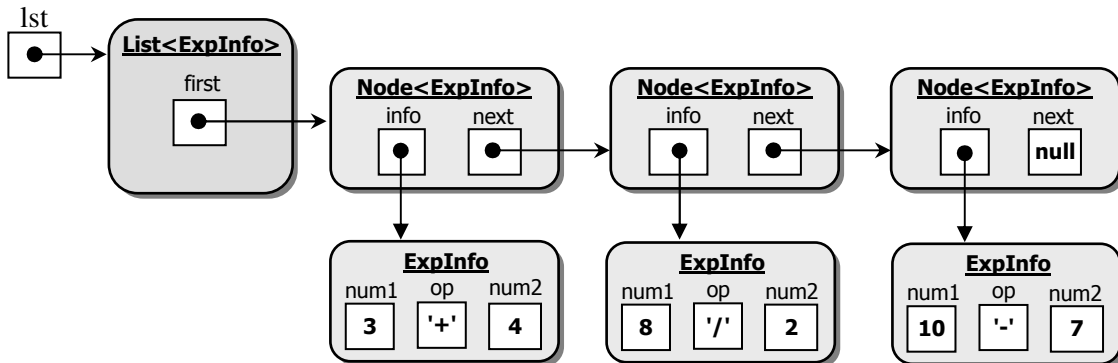 lst
List<ExpInfo>
first
Node<ExpInfo>
info next
Node<ExpInfo>
info next
Node<ExpInfo>
info next
null
ExpInfo
num1 op num2
3 '+' 4
ExpInfo
num1 op num2
8 '/' 2
ExpInfo
num1 op num2
10 '-' 7